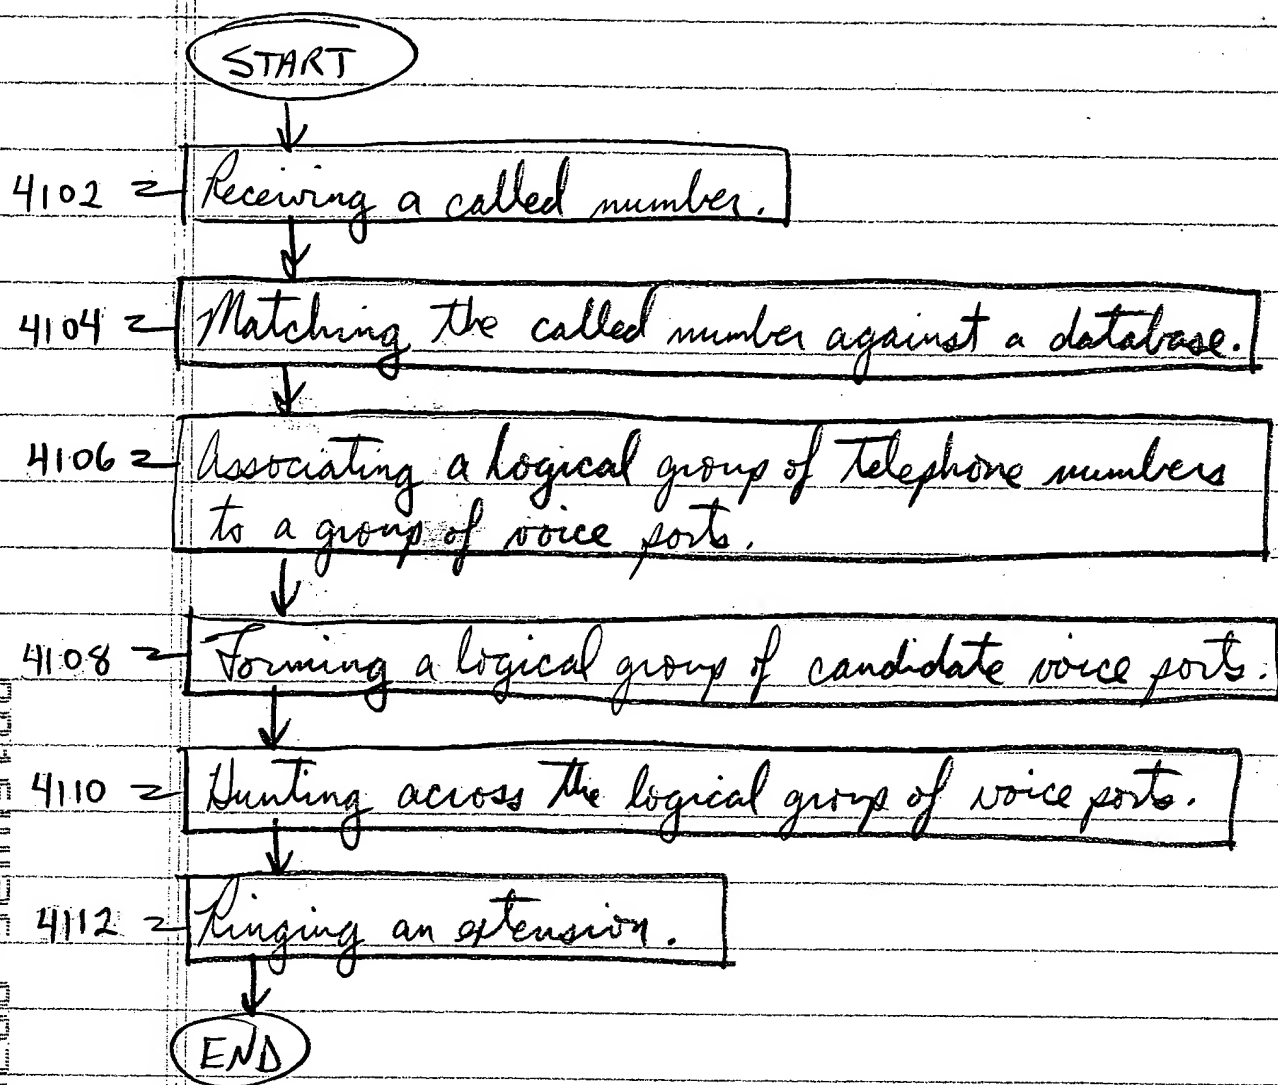 START
4102 Receiving a called number.
4104 Matching the called number against a database.
4106 Associating a logical group of telephone numbers
to a group of voice ports.
4108 Forming a logical group of candidate voice ports.
4110 Hunting across the logical group of voice ports.
4112 Ringing an extension.
END